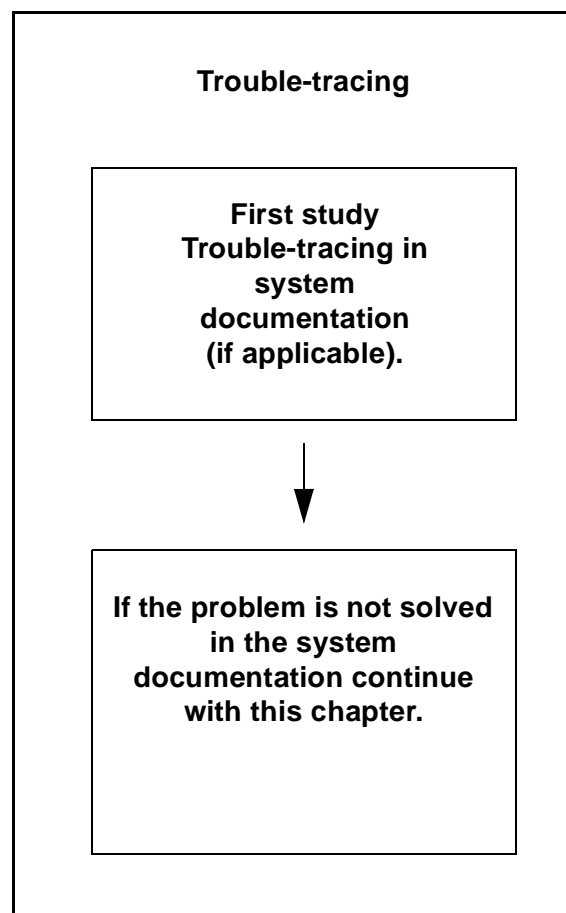 Trouble-tracing
First study
Trouble-tracing in
system
documentation
(if applicable).
If the problem is not solved
in the system
documentation continue
with this chapter.